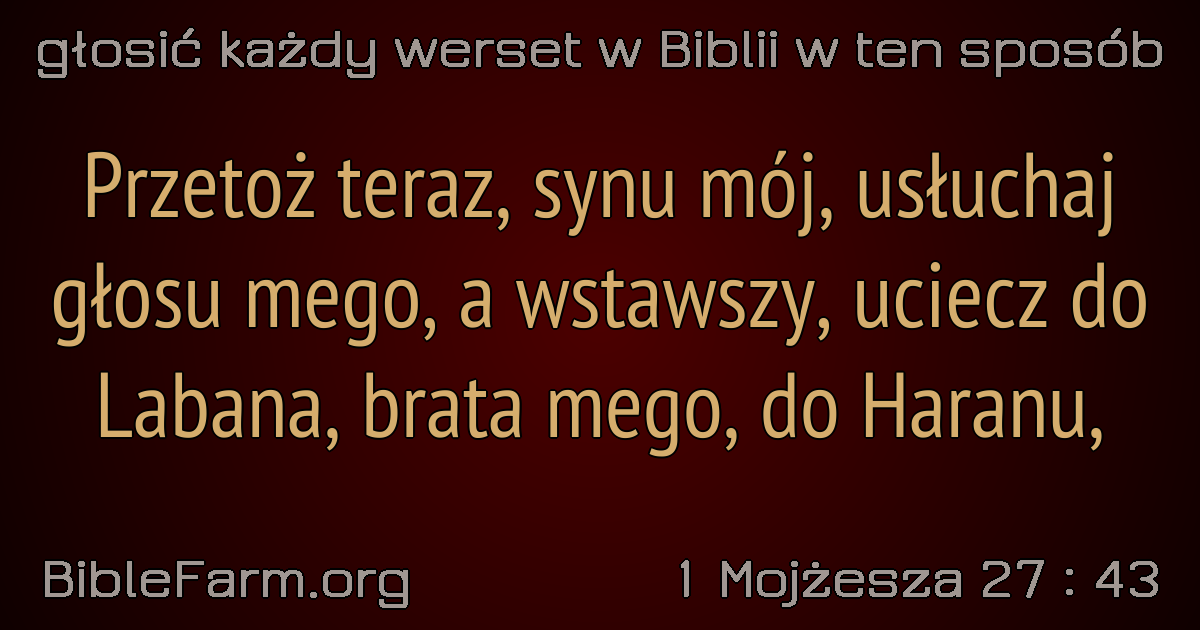 głosić każdy werset w Biblii w ten sposób
Przetoż teraz, synu mój, usłuchaj
głosu mego, a wstawszy, uciecz do
Labana, brata mego, do Haranu,
BibleFarm.org
1 Mojżesza 27 : 43